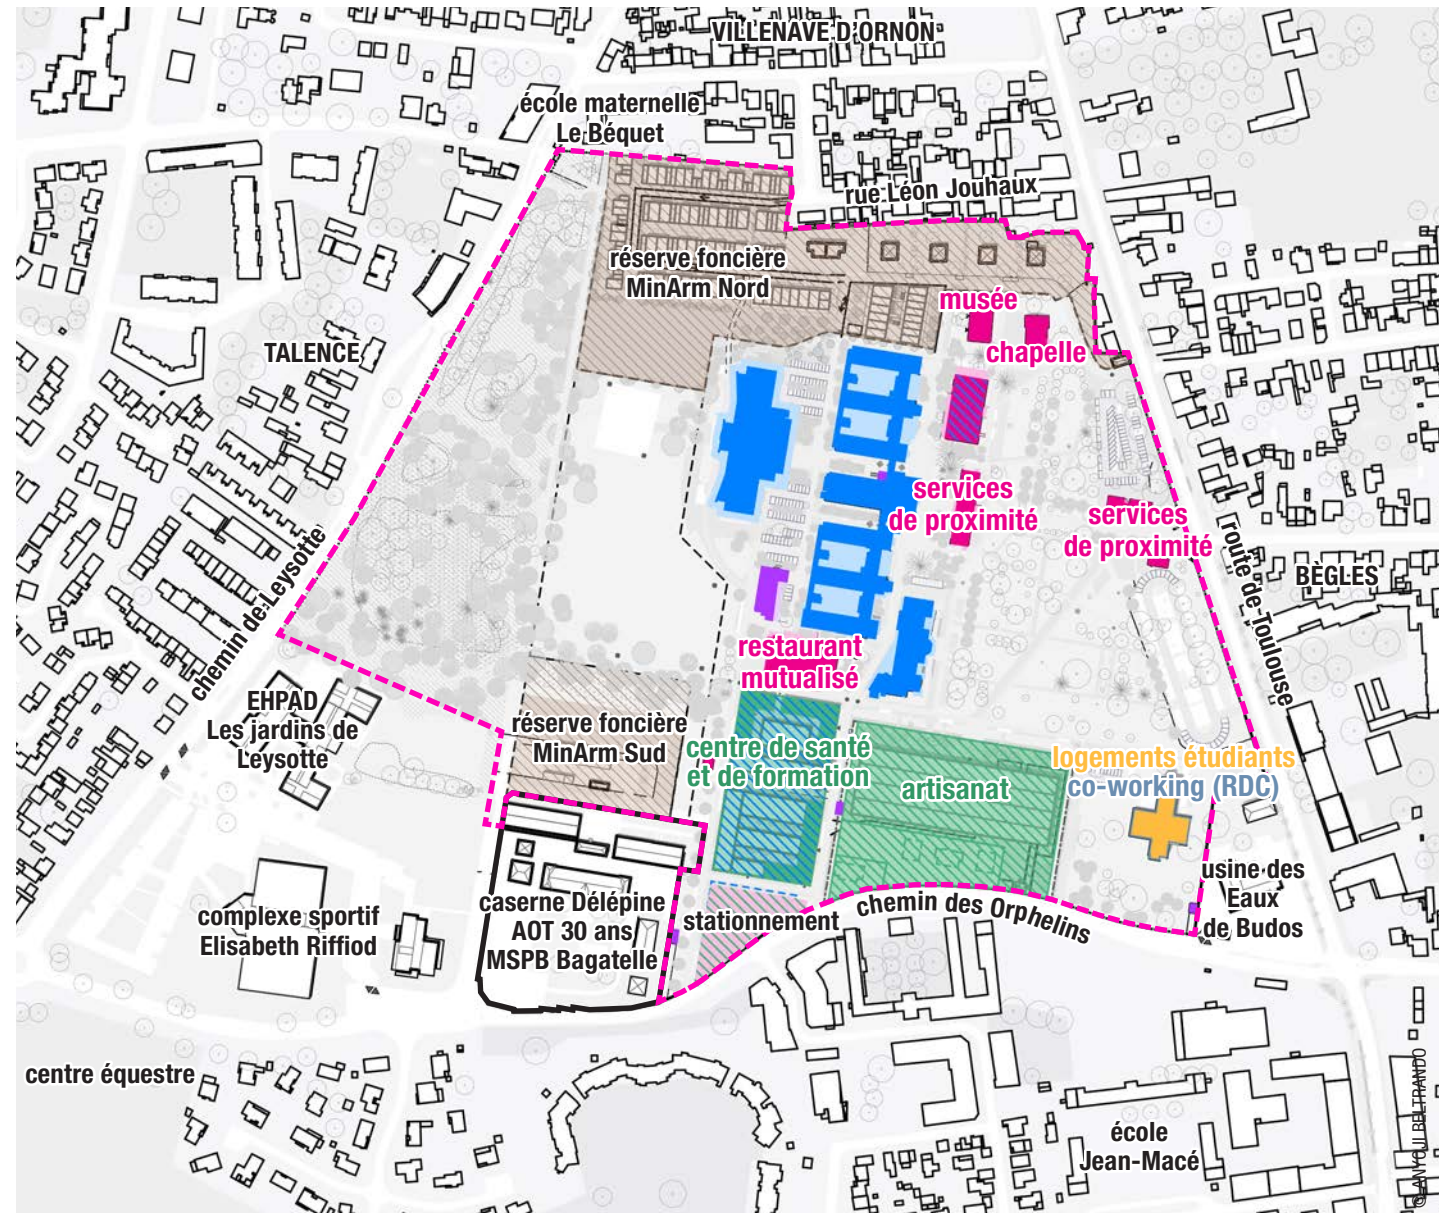 VILLENAVE D'ORNON
école maternelle
Le Béquet
rue Léon Jouhaux
réserve foncière
MinArm Nord
musée
chapelle
TALENCE
services
de proximité
services
de proximité
route de Toulouse
BÈGLES
chemin de Leysotte
restaurant
mutualisé
EHPAD
Les jardins de
Leysotte
réserve foncière
MinArm Sud
centre de santé
et de formation
artisanat
logements étudiants
co-working (RDC)
usine des
Eaux
de Budos
complexe sportif
Elisabeth Riffiod
caserne Délépine
AOT 30 ans
MSPB Bagatelle
stationnement
chemin des Orphelins
centre équestre
école
Jean-Macé
© ANYOJI BELTRANDO